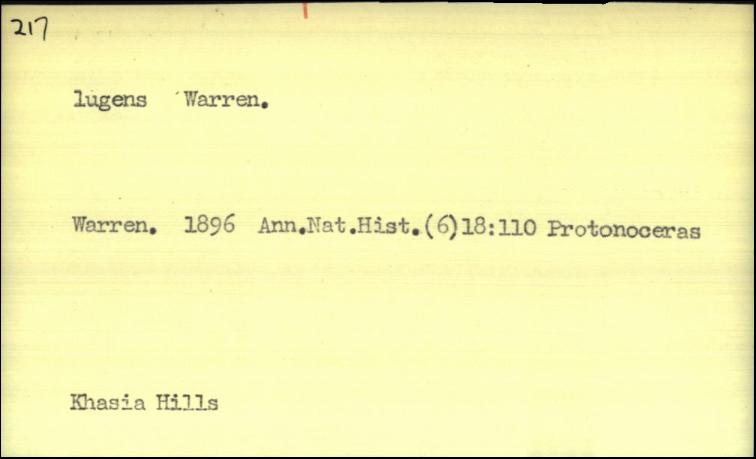 217
lugens Warren.
Warren. 1896 Ann.Nat.Hist.(6)18:110 Protonoceras
Khasia Hills